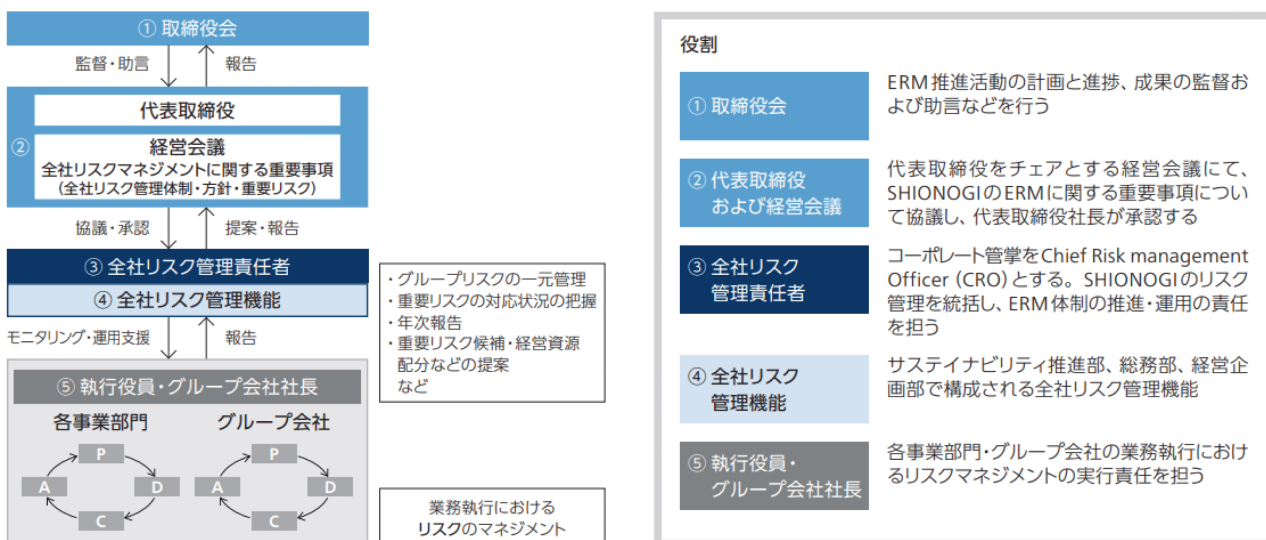 ① 取締役会
監督・助言
報告
代表取締役
②
経営会議
全社リスクマネジメントに関する重要事項
(全社リスク管理体制・方針・重要リスク)
協議・承認
提案・報告
③ 全社リスク管理責任者
④ 全社リスク管理機能
モニタリング・運用支援
報告
・グループリスクの一元管理
・重要リスクの対応状況の把握
・年次報告
・重要リスク候補・経営資源
配分などの提案
など
⑤ 執行役員・グループ会社社長
各事業部門
グループ会社
P
A
D
C
P
A
D
C
業務執行における
リスクのマネジメント
役割
① 取締役会
ERM推進活動の計画と進捗、成果の監督お
よび助言などを行う
② 代表取締役
および経営会議
代表取締役をチェアとする経営会議にて、
SHIONOGIのERMに関する重要事項につい
て協議し、代表取締役社長が承認する
③ 全社リスク
管理責任者
コーポレート管掌をChief Risk management
Officer (CRO)とする。SHIONOGIのリスク
管理を統括し、ERM体制の推進・運用の責任
を担う
④ 全社リスク
管理機能
サステイナビリティ推進部、総務部、経営企
画部で構成される全社リスク管理機能
⑤ 執行役員・
グループ会社社長
各事業部門・グループ会社の業務執行におけ
るリスクマネジメントの実行責任を担う